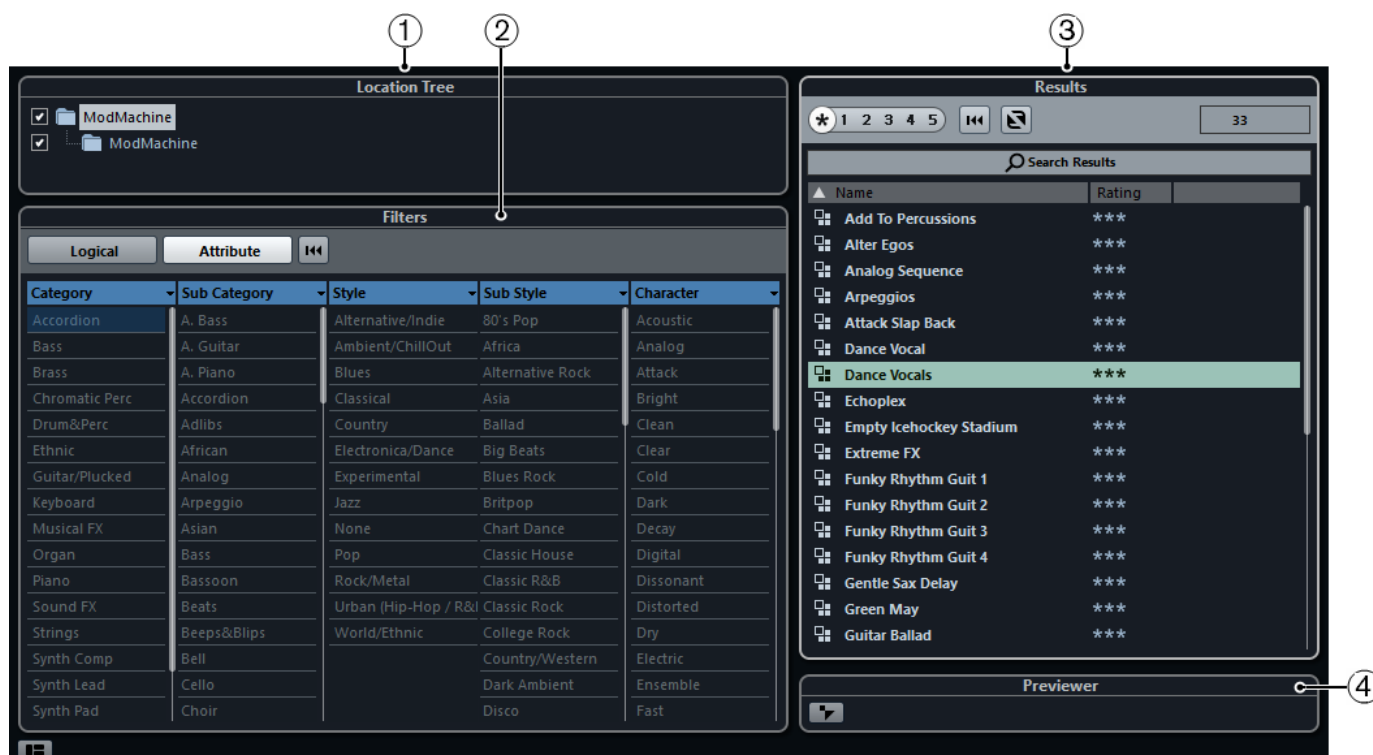 1
2
3
Location Tree
ModMachine
ModMachine
Filters
Logical Attribute
Category Sub Category Style Sub Style Character
Accordion A. Bass Alternative/Indie 80's Pop Acoustic
Bass A. Guitar Ambient/ChillOut Africa Analog
Brass A. Piano Blues Alternative Rock Attack
Chromatic Perc Accordion Classical Asia Bright
Drum&Perc Adlibs Country Ballad Clean
Ethnic African Electronica/Dance Big Beats Clear
Guitar/Plucked Analog Experimental Blues Rock Cold
Keyboard Arpeggio Jazz Britpop Dark
Musical FX Asian None Chart Dance Decay
Organ Bass Pop Classic House Digital
Piano Bassoon Rock/Metal Classic R&B Dissonant
Sound FX Beats Urban (Hip-Hop / R& Classic Rock Distorted
Strings Beeps&Blips World/Ethnic College Rock Dry
Synth Comp Bell Country/Western Electric
Synth Lead Cello Dark Ambient Ensemble
Synth Pad Choir Disco Fast
Results
* 1 2 3 4 5 33
Search Results
Name Rating
Add To Percussions ***
Alter Egos ***
Analog Sequence ***
Arpeggios ***
Attack Slap Back ***
Dance Vocal ***
Dance Vocals ***
Echoplex ***
Empty Icehockey Stadium ***
Extreme FX ***
Funky Rhythm Guit 1 ***
Funky Rhythm Guit 2 ***
Funky Rhythm Guit 3 ***
Funky Rhythm Guit 4 ***
Gentle Sax Delay ***
Green May ***
Guitar Ballad ***
Previewer
4